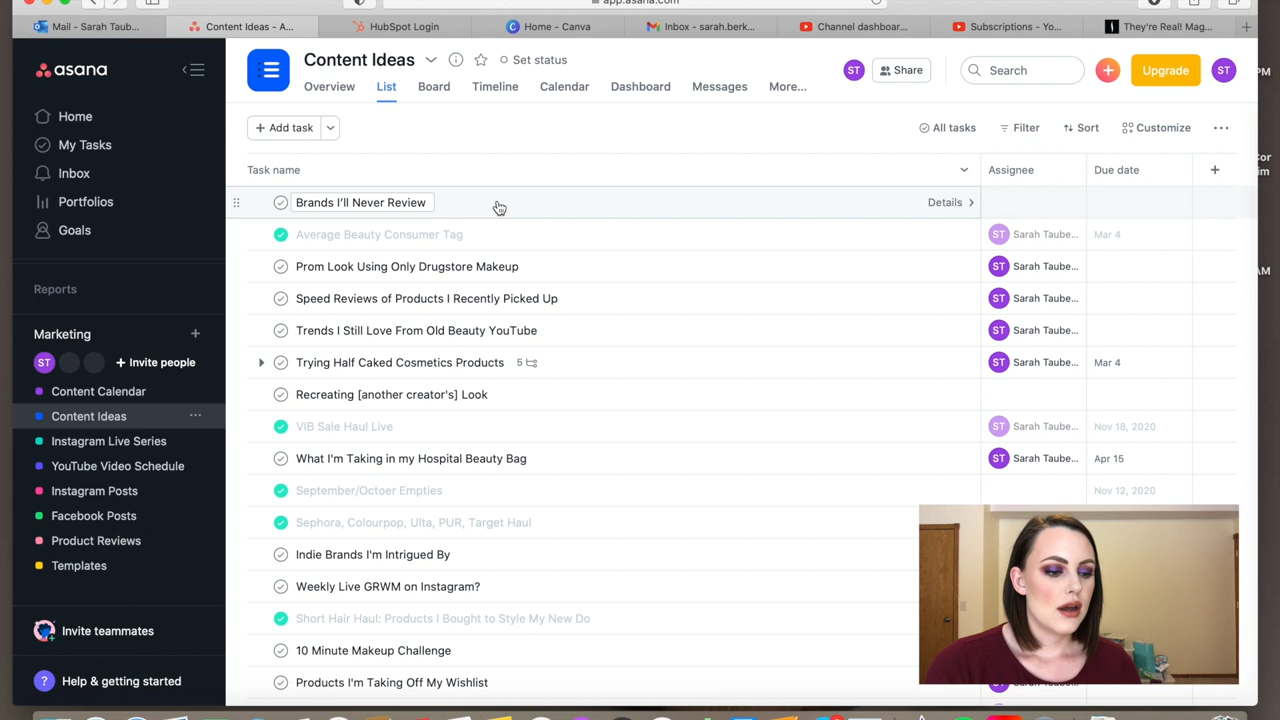 app.asana.com
Mail - Sarah Taub...
Content Ideas - A...
HubSpot Login
Home - Canva
Inbox - sarah.berk...
Channel dashboar...
Subscriptions - Yo...
They're Real! Mag...
asana
Home
My Tasks
Inbox
Portfolios
Goals
Reports
Marketing
ST
Invite people
Content Calendar
Content Ideas
Instagram Live Series
YouTube Video Schedule
Instagram Posts
Facebook Posts
Product Reviews
Templates
Invite teammates
? Help & getting started
Content Ideas
Set status
ST
Share
Search
Upgrade
ST
Overview List Board Timeline Calendar Dashboard Messages More...
+ Add task
All tasks
Filter
Sort
Customize
Task name Assignee Due date
Brands I'll Never Review Details
Average Beauty Consumer Tag ST Sarah Taube... Mar 4
Prom Look Using Only Drugstore Makeup ST Sarah Taube...
Speed Reviews of Products I Recently Picked Up ST Sarah Taube...
Trends I Still Love From Old Beauty YouTube ST Sarah Taube...
Trying Half Caked Cosmetics Products 5 ST Sarah Taube... Mar 4
Recreating [another creator's] Look
VIB Sale Haul Live ST Sarah Taube... Nov 18, 2020
What I'm Taking in my Hospital Beauty Bag ST Sarah Taube... Apr 15
September/Octoer Empties Nov 12, 2020
Sephora, Colourpop, Ulta, PUR, Target Haul
Indie Brands I'm Intrigued By
Weekly Live GRWM on Instagram?
Short Hair Haul: Products I Bought to Style My New Do
10 Minute Makeup Challenge
Products I'm Taking Off My Wishlist